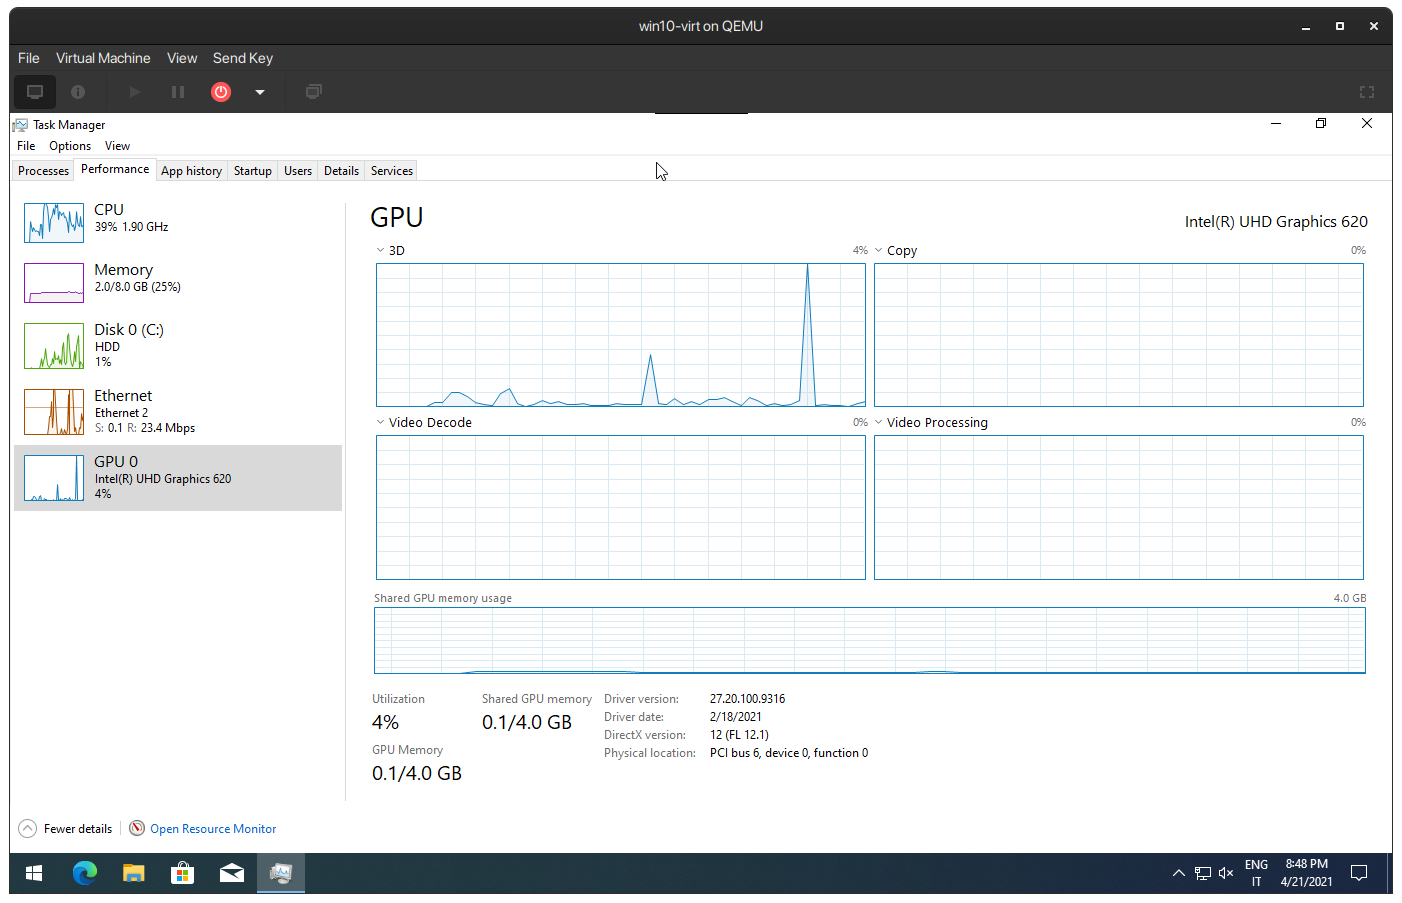 win10-virt on QEMU
File Virtual Machine View Send Key
Task Manager
File Options View
Processes Performance App history Startup Users Details Services
CPU
39% 1.90 GHz
Memory
2.0/8.0 GB (25%)
Disk 0 (C:)
HDD
1%
Ethernet
Ethernet 2
S: 0.1 R: 23.4 Mbps
GPU 0
Intel(R) UHD Graphics 620
4%
GPU
Intel(R) UHD Graphics 620
3D 4%
Copy 0%
Video Decode 0%
Video Processing 0%
Shared GPU memory usage 4.0 GB
Utilization
4%
Shared GPU memory
0.1/4.0 GB
GPU Memory
0.1/4.0 GB
Driver version: 27.20.100.9316
Driver date: 2/18/2021
DirectX version: 12 (FL 12.1)
Physical location: PCI bus 6, device 0, function 0
Fewer details Open Resource Monitor
ENG
IT
8:48 PM
4/21/2021